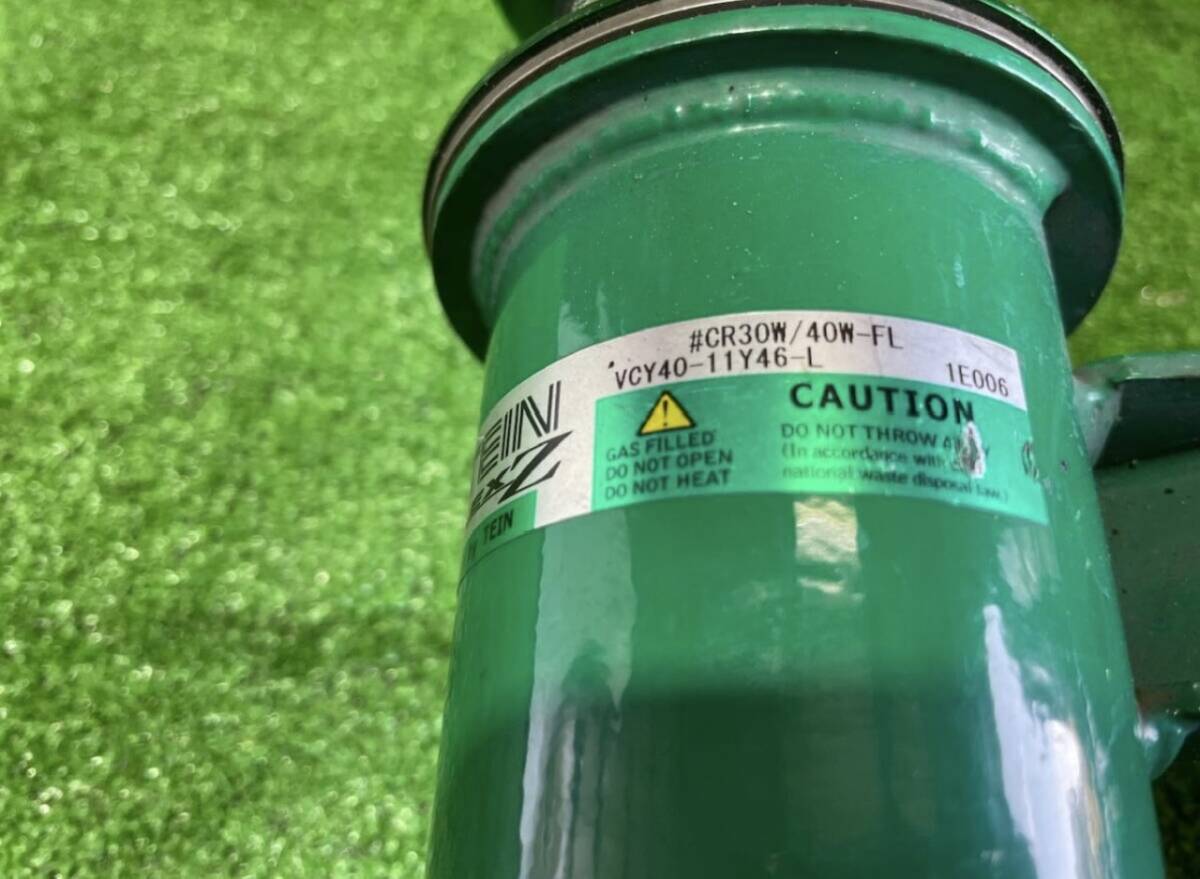 #CR30W/40W-FL
VCY40-11Y46-L
1E006
EIN
Z
TEIN
GAS FILLED
DO NOT OPEN
DO NOT HEAT
CAUTION
DO NOT THROW
(In accordance with
national waste disposal law.)